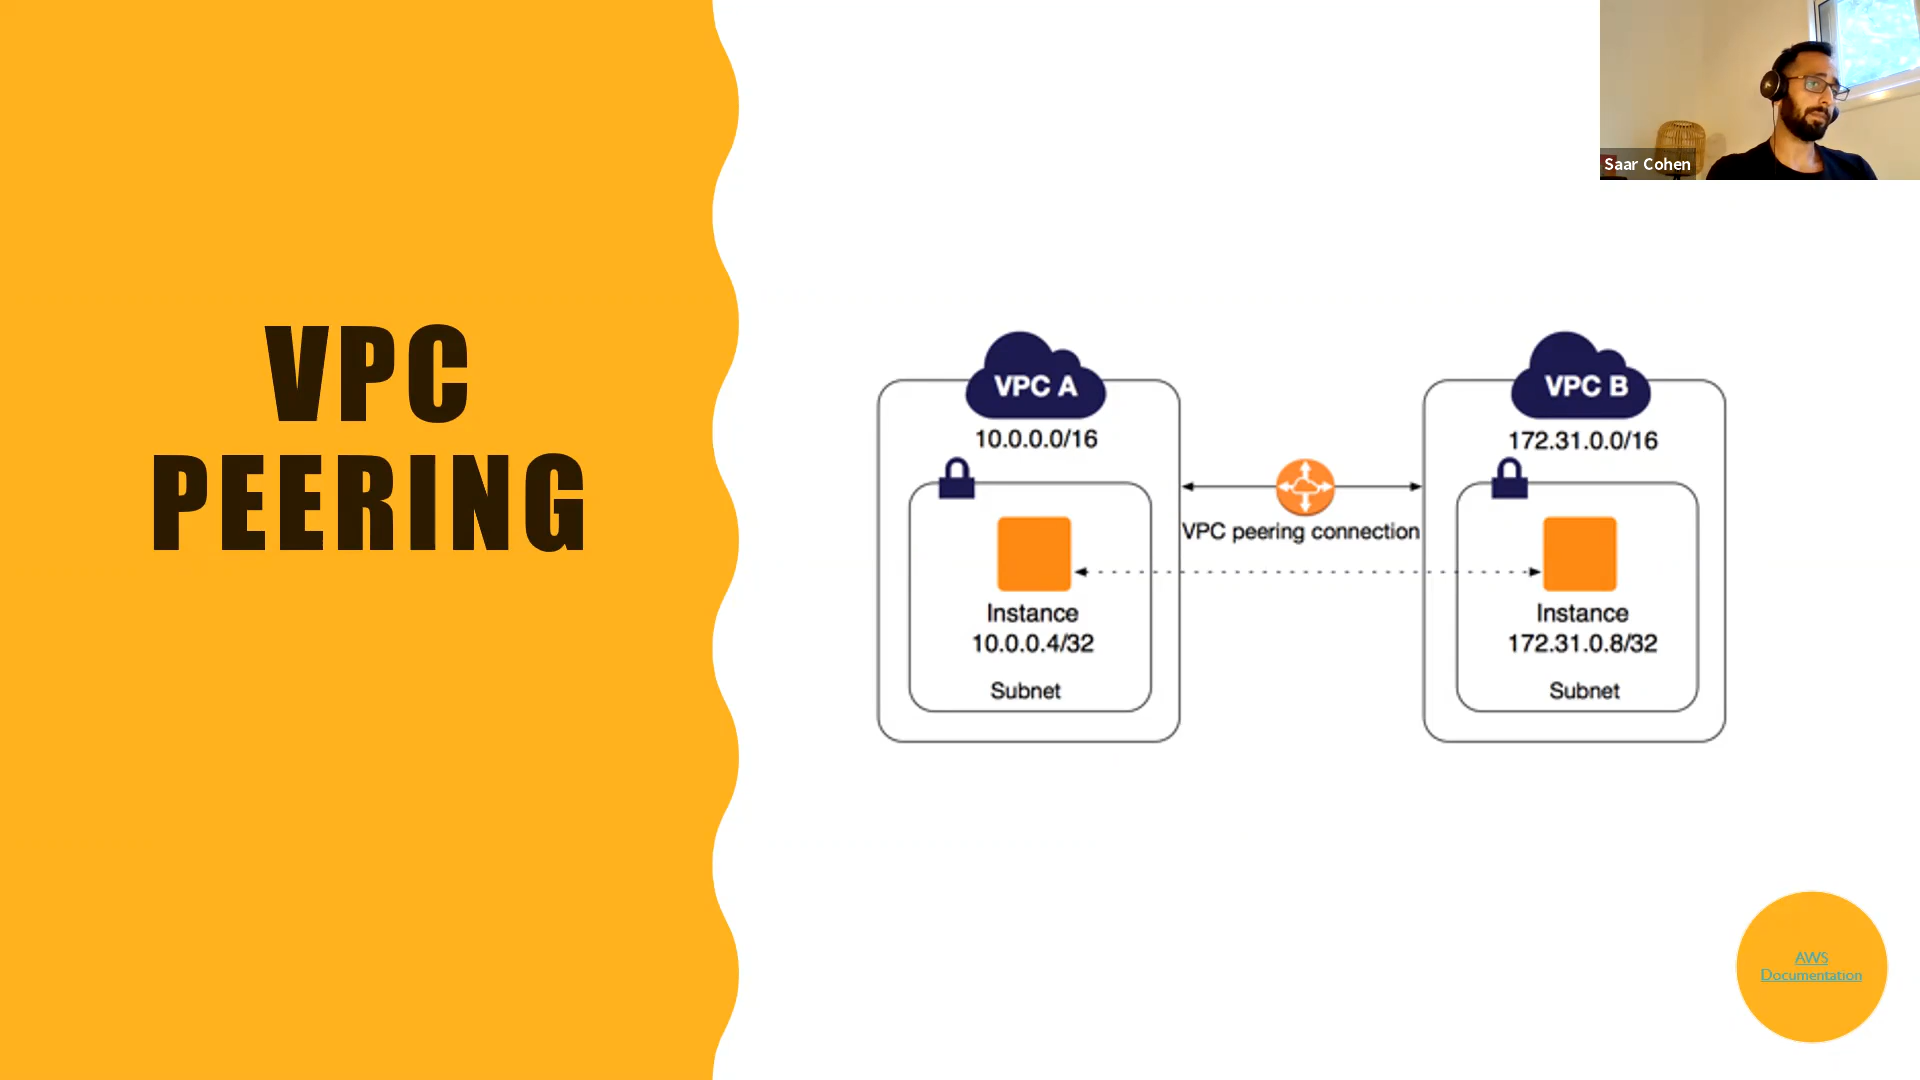 VPC
PEERING
Saar Cohen
VPC A
10.0.0.0/16
Instance
10.0.0.4/32
Subnet
VPC peering connection
VPC B
172.31.0.0/16
Instance
172.31.0.8/32
Subnet
AWS
Documentation